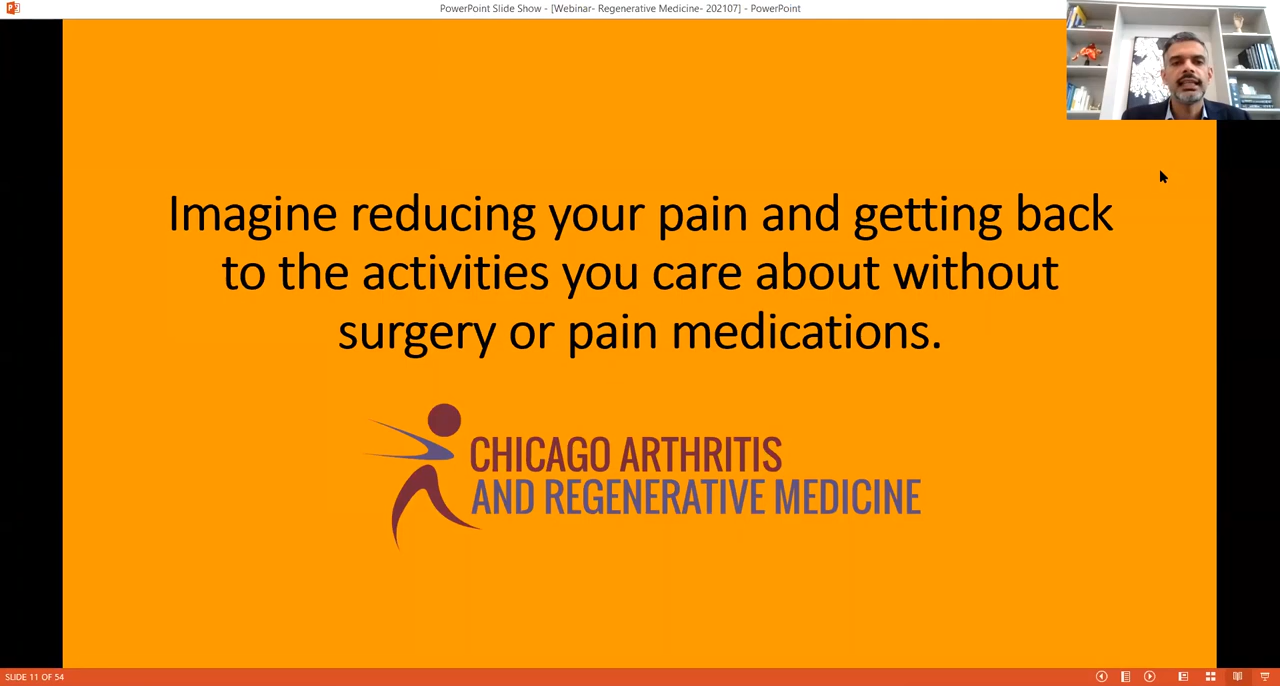 PowerPoint Slide Show - [Webinar- Regenerative Medicine- 202107] - PowerPoint
Imagine reducing your pain and getting back
to the activities you care about without
surgery or pain medications.
CHICAGO ARTHRITIS
AND REGENERATIVE MEDICINE
SLIDE 11 OF 54